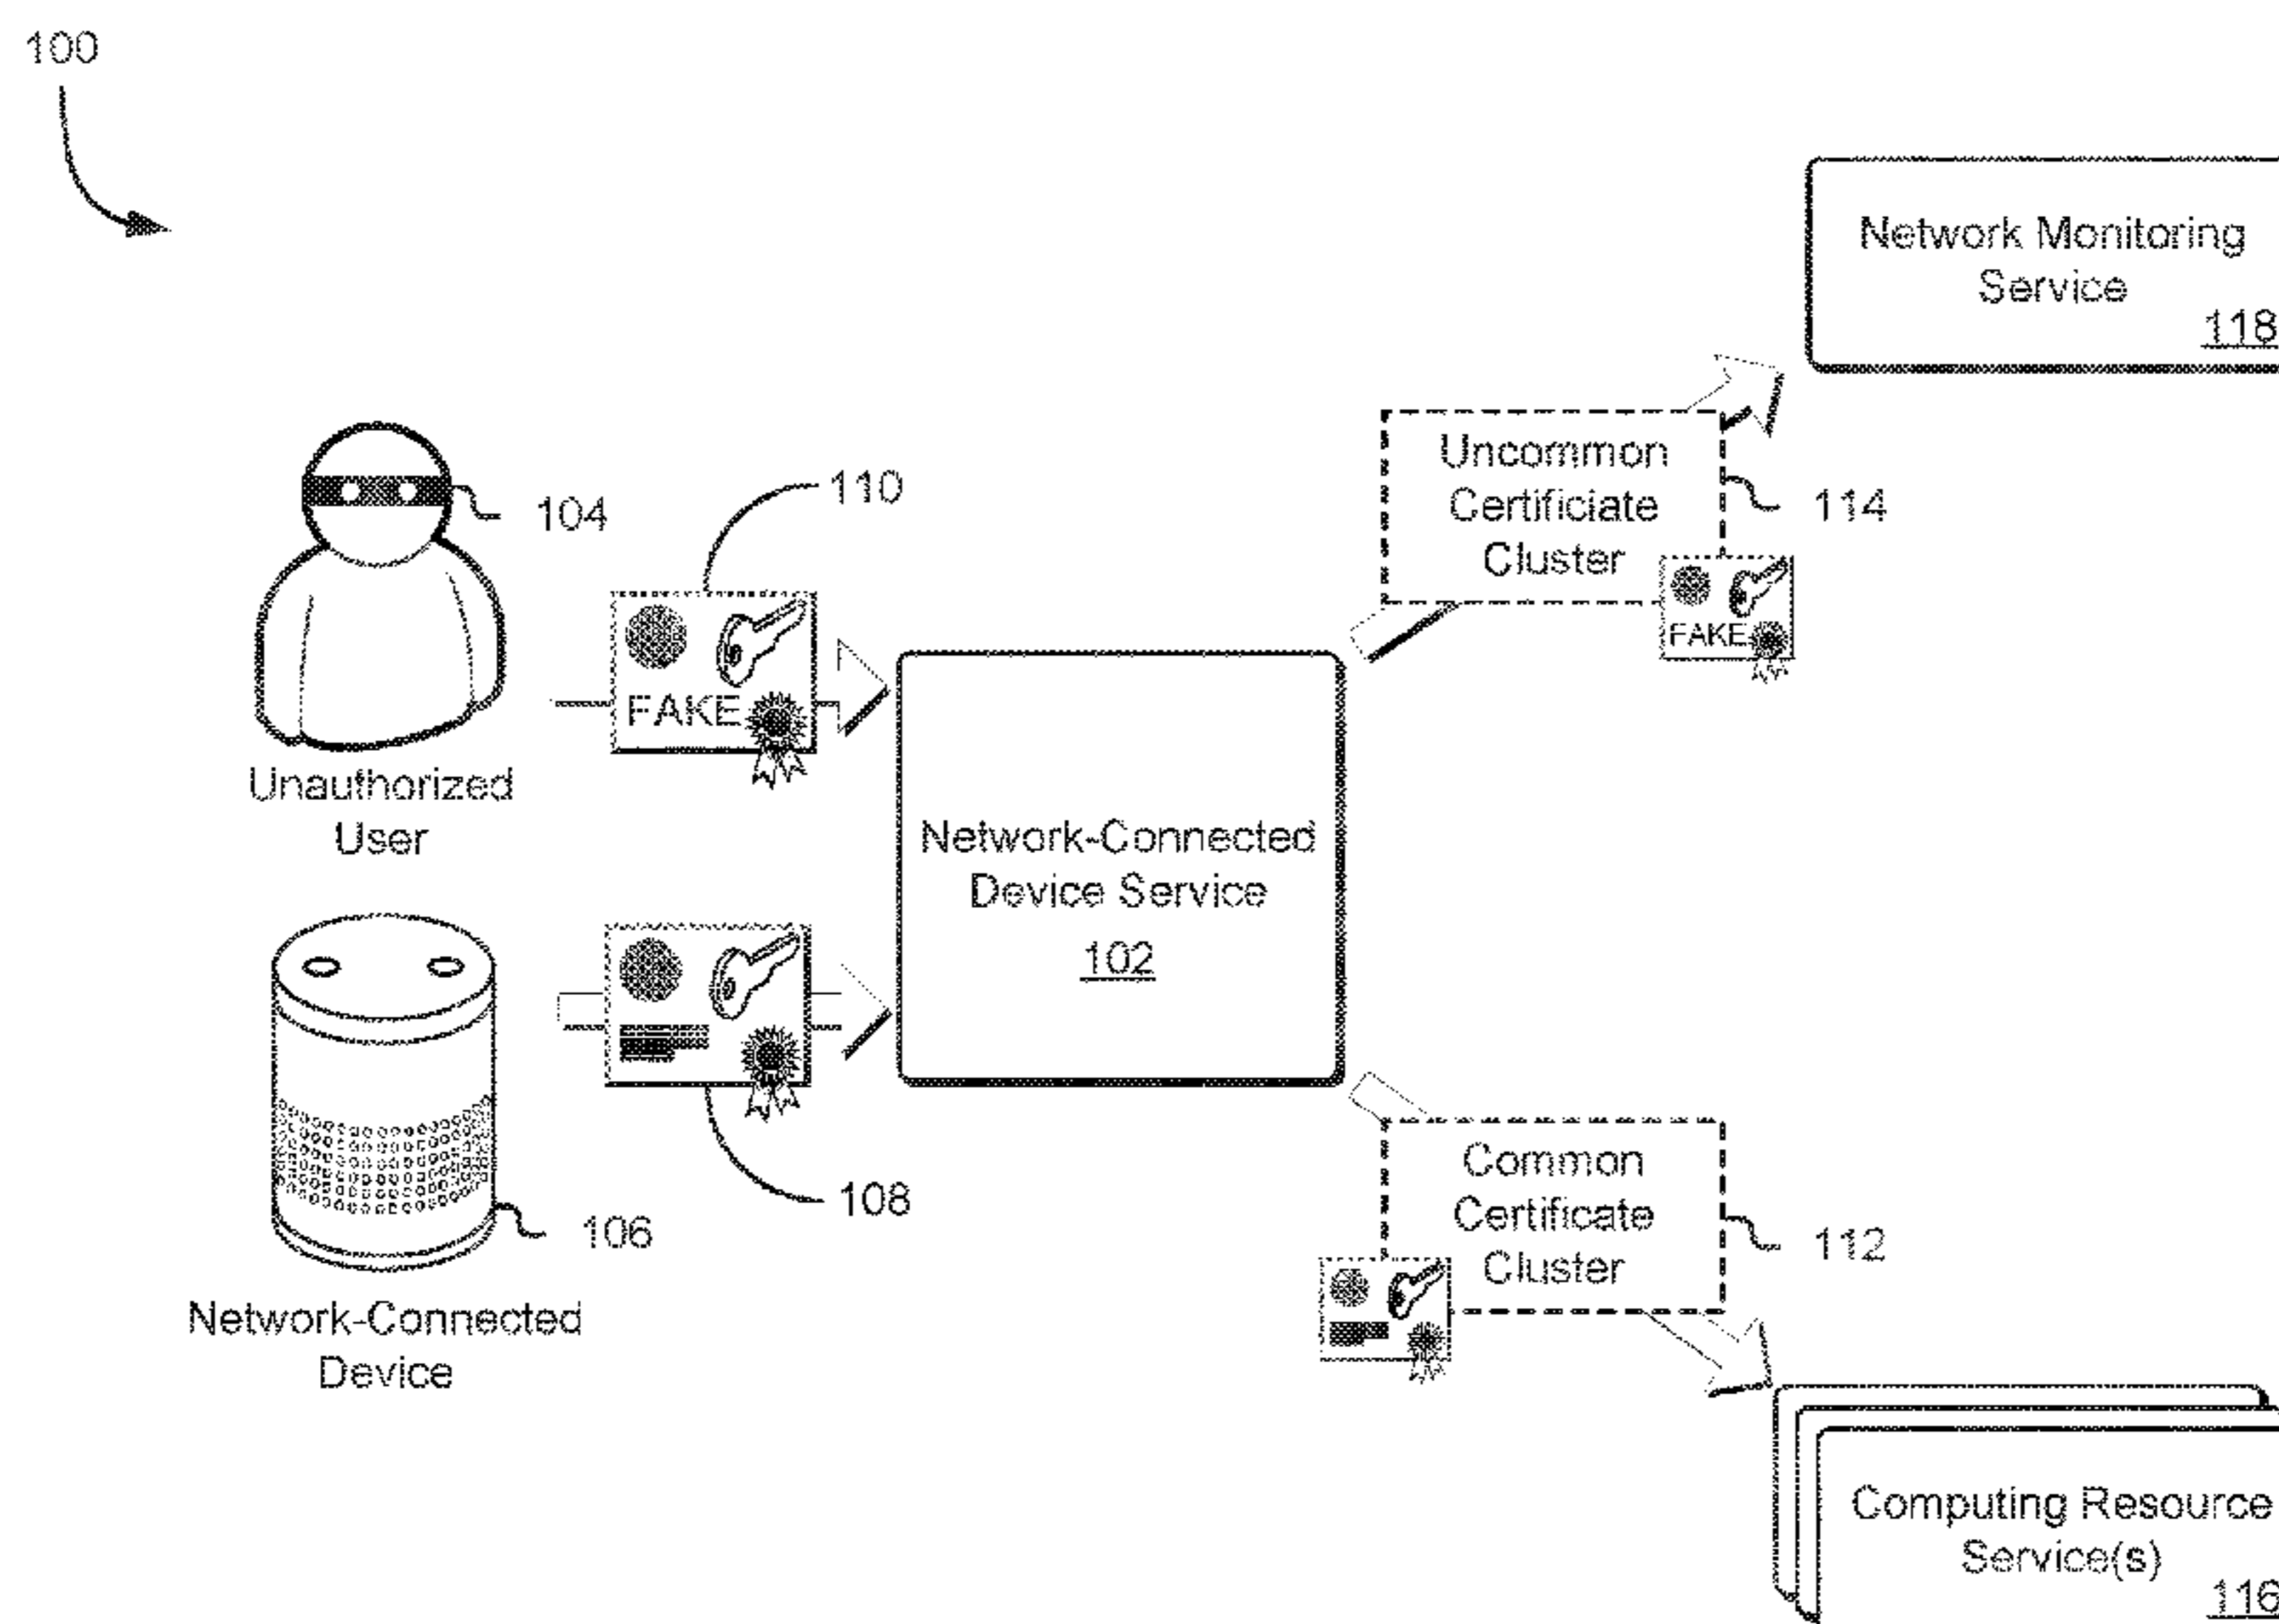 100
Network Monitoring
Service
118
Uncommon
Certificiate
Cluster
114
FAKE
104
110
FAKE
Unauthorized
User
Network-Connected
Device Service
102
108
106
Network-Connected
Device
Common
Certificate
Cluster
112
Computing Resource
Service(s)
116